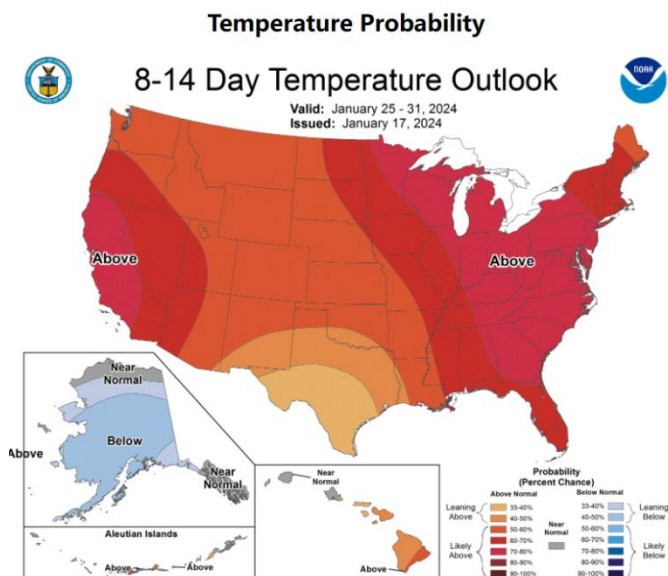 Temperature Probability
8-14 Day Temperature Outlook
Valid: January 25 - 31, 2024
Issued: January 17, 2024
NOAA
Above
Above
Near
Normal
Below
Above
Near
Normal
Aleutian Islands
Above
Above
Near
Normal
Above
Probability
(Percent Chance)
Above Normal
Below Normal
Leaning
Above
33-40%
40-50%
Likely
Above
50-60%
60-70%
70-80%
80-90%
90-100%
Near
Normal
33-40%
40-50%
Leaning
Below
50-60%
60-70%
70-80%
80-90%
90-100%
Likely
Below